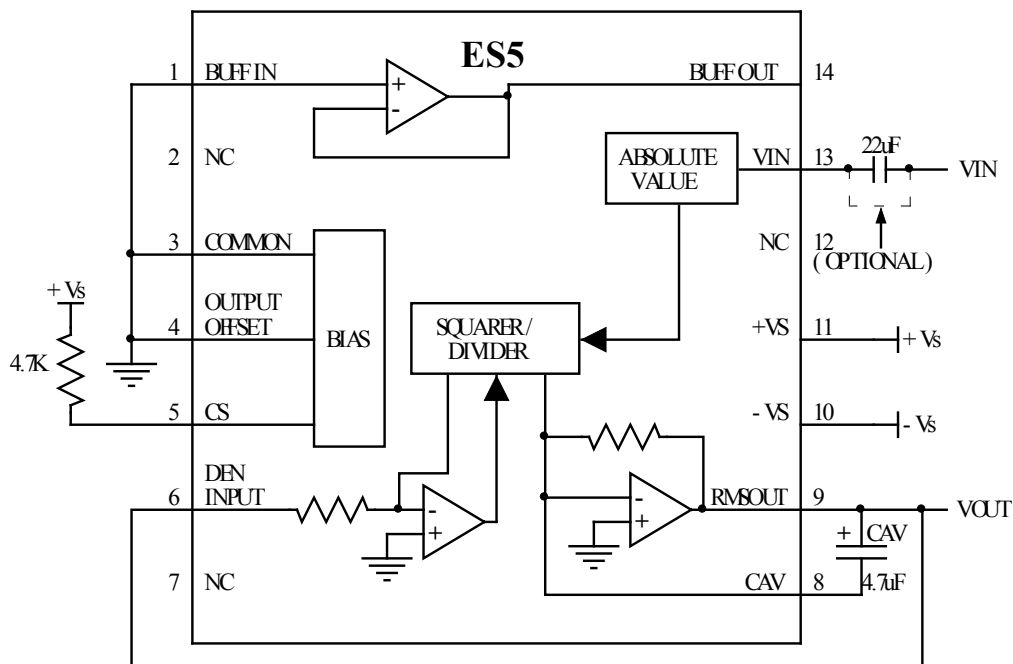 ES5
1 BUFF IN
BUFF OUT 14
+
-
2 NC
ABSOLUTE
VALUE
VIN 13
22uF
VIN
3 COMMON
NC 12
(OPTIONAL)
+Vs
OUTPUT
4 OFFSET
BIAS
SQUARER/
DIVIDER
+VS 11
+Vs
4.7K
5 CS
-VS 10
-Vs
DEN
6 INPUT
-
+
-
+
RMSOUT 9
VOUT
+ CAV
7 NC
CAV 8
4.7uF